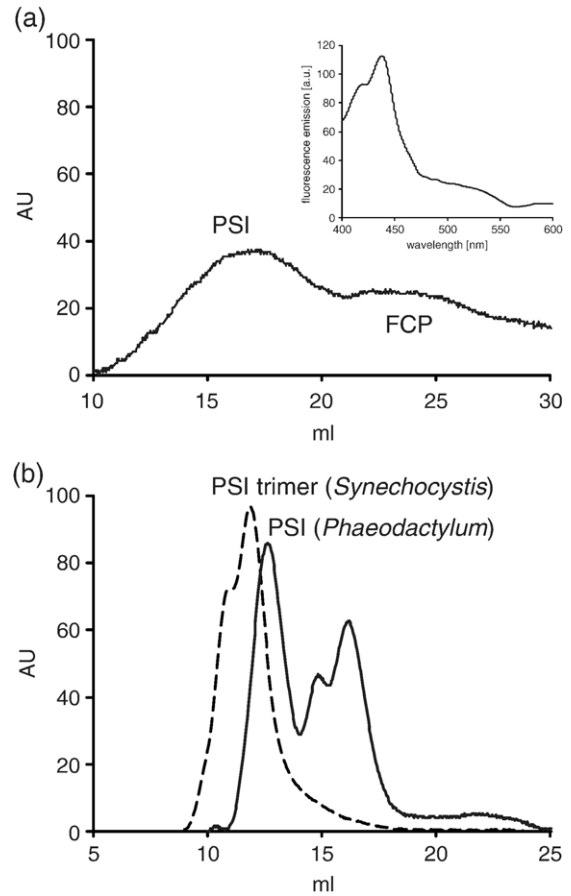 (a)
100
80
60
40
20
0
AU
PSI
FCP
10 15 20 25 30
ml
120
100
80
60
40
20
0
fluorescence emission [a.u.]
400 450 500 550 600
wavelength [nm]
(b)
PSI trimer (Synechocystis)
PSI (Phaeodactylum)
100
80
60
40
20
0
AU
5 10 15 20 25
ml